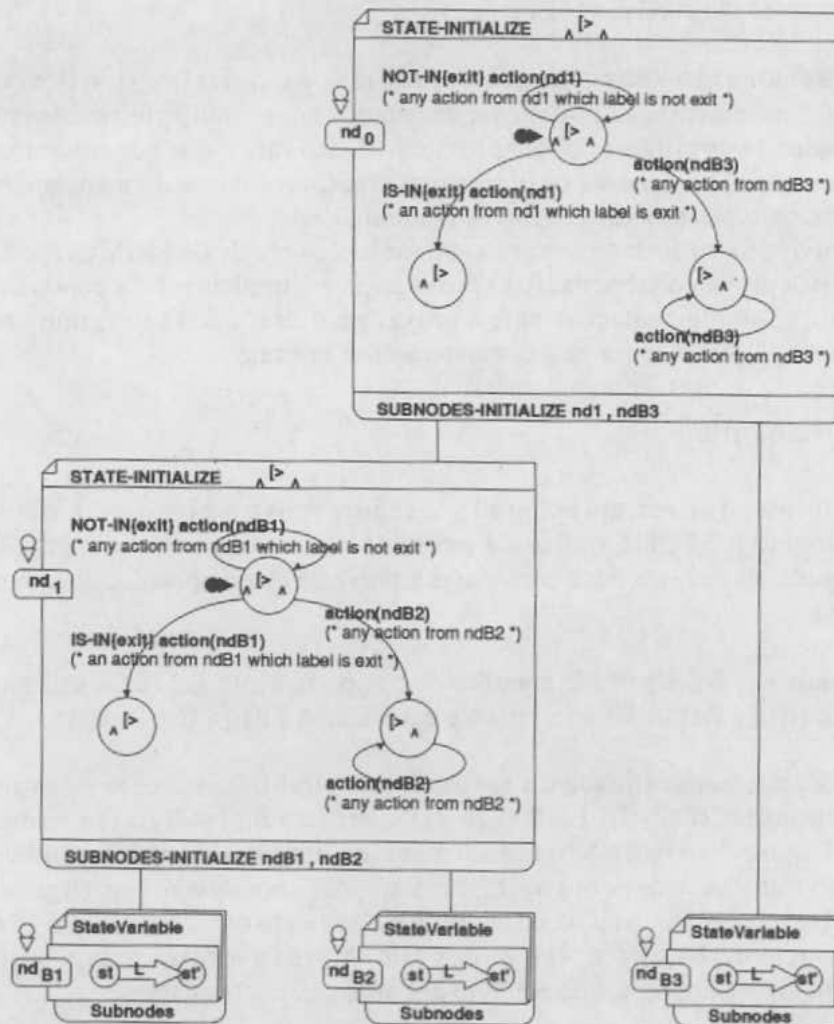 STATE-INITIALIZE ∧ [> ∧
NOT-IN{exit} action(nd1)
(* any action from nd1 which label is not exit *)
nd0
∧ [> ∧
action(ndB3)
(* any action from ndB3 *)
IS-IN{exit} action(nd1)
(* an action from nd1 which label is exit *)
∧ [>
[> ∧
action(ndB3)
(* any action from ndB3 *)
SUBNODES-INITIALIZE nd1 , ndB3
STATE-INITIALIZE ∧ [> ∧
NOT-IN{exit} action(ndB1)
(* any action from ndB1 which label is not exit *)
nd1
∧ [> ∧
action(ndB2)
(* any action from ndB2 *)
IS-IN{exit} action(ndB1)
(* an action from ndB1 which label is exit *)
∧ [>
[> ∧
action(ndB2)
(* any action from ndB2 *)
SUBNODES-INITIALIZE ndB1 , ndB2
StateVariable
ndB1 st L st'
Subnodes
StateVariable
ndB2 st L st'
Subnodes
StateVariable
ndB3 st L st'
Subnodes